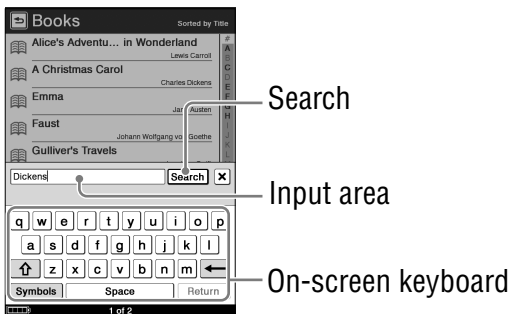 Books
Sorted by Title
Alice's Adventu... in Wonderland
Lewis Carroll
A Christmas Carol
Charles Dickens
Emma
Jane Austen
Faust
Johann Wolfgang von Goethe
Gulliver's Travels
#
A
B
C
D
E
F
G
H
I
J
K
L
Dickens
Search
Search
Input area
q w e r t y u i o p
a s d f g h j k l
z x c v b n m
Symbols Space Return
On-screen keyboard
1 of 2